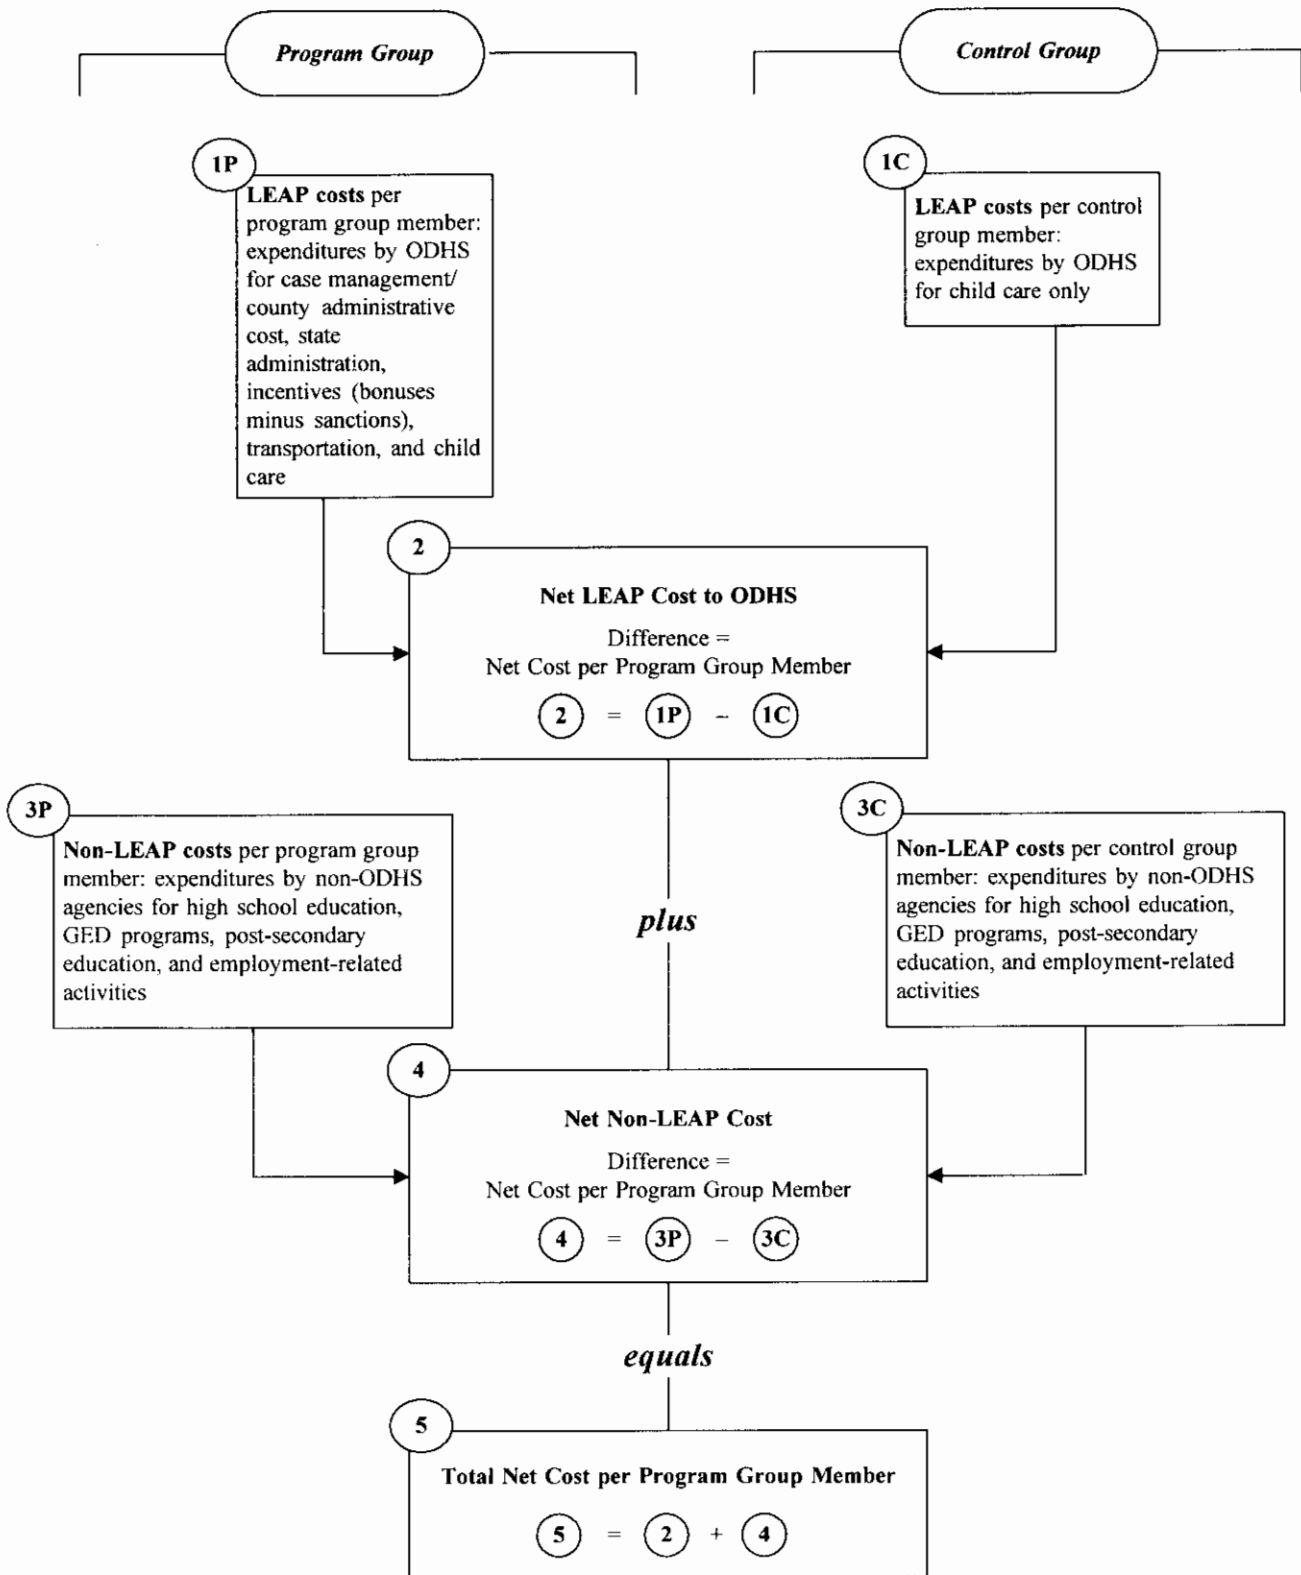 Program Group
Control Group
1P
LEAP costs per
program group member:
expenditures by ODHS
for case management/
county administrative
cost, state
administration,
incentives (bonuses
minus sanctions),
transportation, and child
care
1C
LEAP costs per control
group member:
expenditures by ODHS
for child care only
2
Net LEAP Cost to ODHS
Difference =
Net Cost per Program Group Member
2 = 1P – 1C
3P
Non-LEAP costs per program group
member: expenditures by non-ODHS
agencies for high school education,
GED programs, post-secondary
education, and employment-related
activities
plus
3C
Non-LEAP costs per control group
member: expenditures by non-ODHS
agencies for high school education,
GED programs, post-secondary
education, and employment-related
activities
4
Net Non-LEAP Cost
Difference =
Net Cost per Program Group Member
4 = 3P – 3C
equals
5
Total Net Cost per Program Group Member
5 = 2 + 4